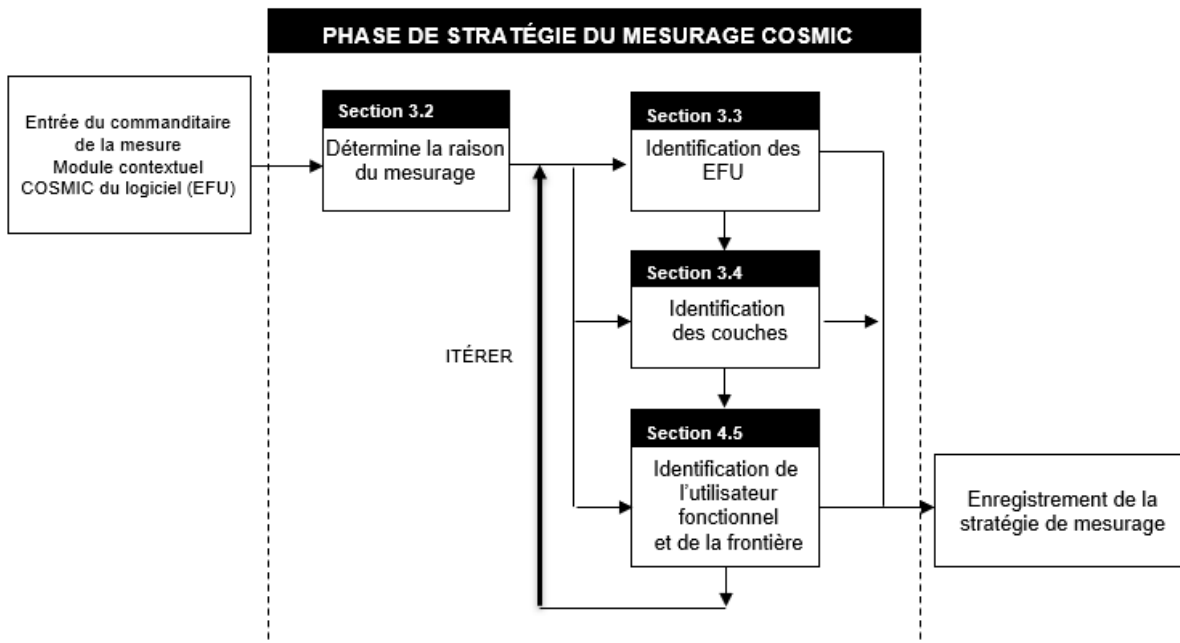 PHASE DE STRATÉGIE DU MESURAGE COSMIC
Entrée du commanditaire
de la mesure
Module contextuel
COSMIC du logiciel (EFU)
Section 3.2
Détermine la raison
du mesurage
Section 3.3
Identification des
EFU
Section 3.4
Identification
des couches
ITÉRER
Section 4.5
Identification de
l'utilisateur
fonctionnel
et de la frontière
Enregistrement de la
stratégie de mesurage